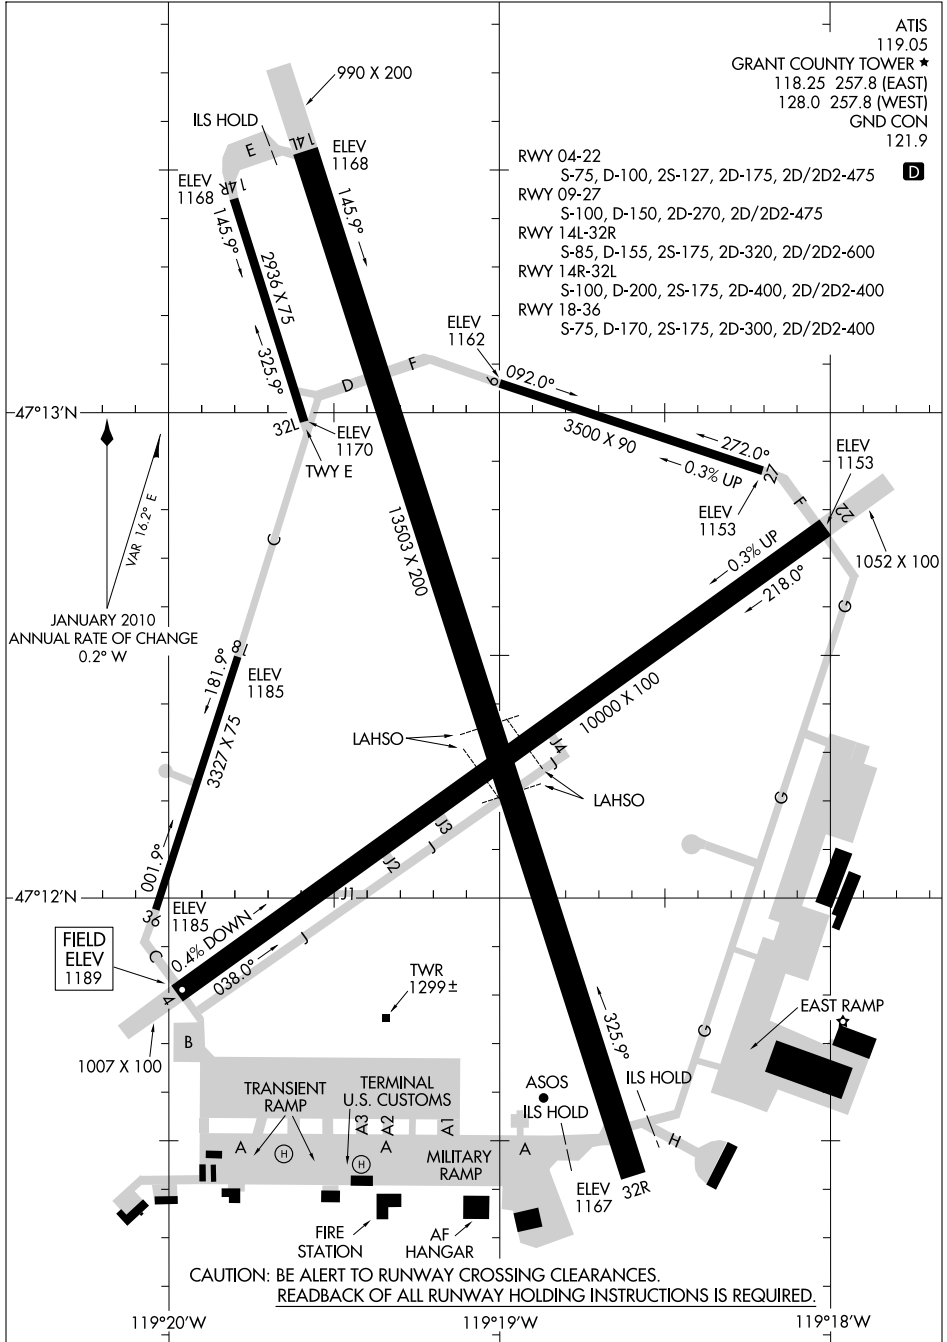 ATIS
119.05
GRANT COUNTY TOWER ★
118.25 257.8 (EAST)
128.0 257.8 (WEST)
GND CON
121.9
D
990 X 200
ILS HOLD
E
14L
ELEV
1168
ELEV
1168
14R
145.9°
145.9°
RWY 04-22
S-75, D-100, 2S-127, 2D-175, 2D/2D2-475
RWY 09-27
S-100, D-150, 2D-270, 2D/2D2-475
RWY 14L-32R
S-85, D-155, 2S-175, 2D-320, 2D/2D2-600
RWY 14R-32L
S-100, D-200, 2S-175, 2D-400, 2D/2D2-400
RWY 18-36
S-75, D-170, 2S-175, 2D-300, 2D/2D2-400
2936 X 75
325.9°
ELEV
1162
D
F
9
092.0°
47°13'N
32L
ELEV
1170
TWY E
3500 X 90
272.0°
0.3% UP
27
ELEV
1153
ELEV
1153
F
22
1052 X 100
VAR 16.2° E
JANUARY 2010
ANNUAL RATE OF CHANGE
0.2° W
C
13503 X 200
0.3% UP
218.0°
G
18
ELEV
1185
181.9°
3327 X 75
10000 X 100
LAHSO
J4
J
LAHSO
G
G
J3
J
J2
J1
J
001.9°
47°12'N
36
ELEV
1185
FIELD
ELEV
1189
C
0.4% DOWN
038.0°
4
1007 X 100
B
TWR
1299±
325.9°
G
EAST RAMP
TRANSIENT
RAMP
TERMINAL
U.S. CUSTOMS
ASOS
ILS HOLD
ILS HOLD
A
H
H
A3
A2
A
A1
MILITARY
RAMP
A
H
ELEV
1167
32R
FIRE
STATION
AF
HANGAR
CAUTION: BE ALERT TO RUNWAY CROSSING CLEARANCES.
READBACK OF ALL RUNWAY HOLDING INSTRUCTIONS IS REQUIRED.
119°20'W
119°19'W
119°18'W